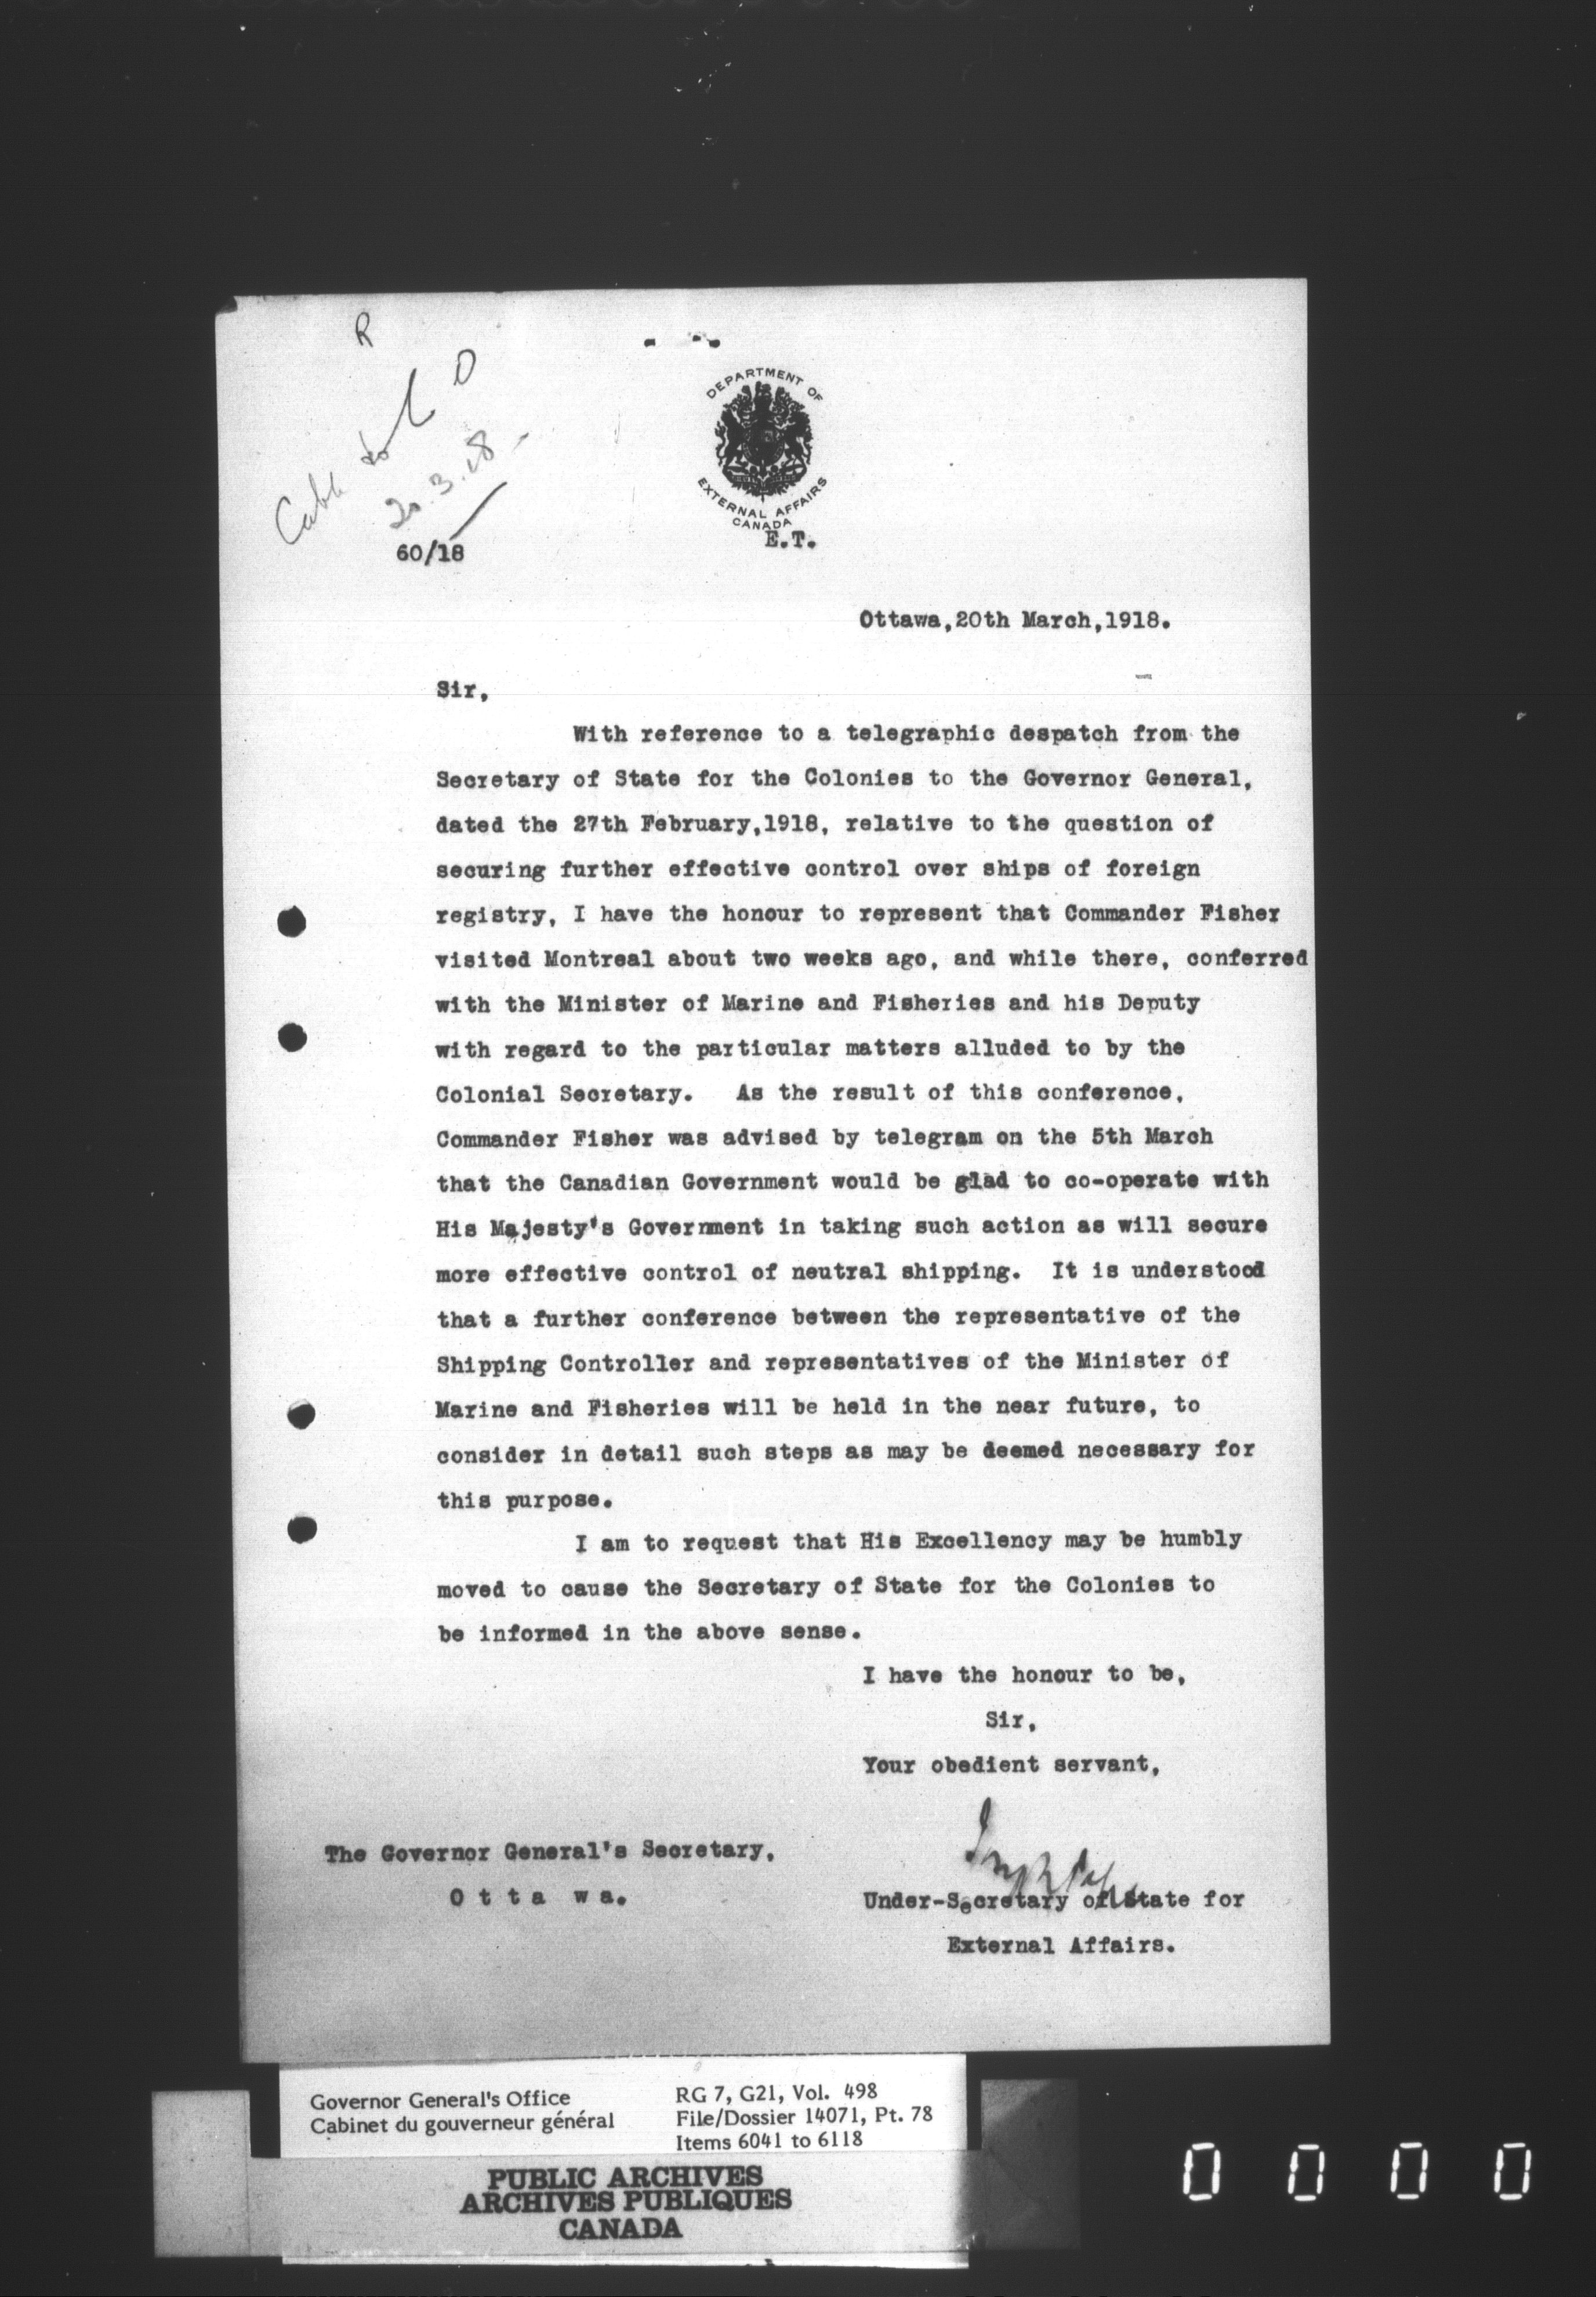 R
Cable to C O
20.3.18 -
60/18
DEPARTMENT OF
EXTERNAL AFFAIRS
CANADA
E.T.
Ottawa,20th March,1918.
Sir,
With reference to a telegraphic despatch from the
Secretary of State for the Colonies to the Governor General,
dated the 27th February,1918, relative to the question of
securing further effective control over ships of foreign
registry, I have the honour to represent that Commander Fisher
visited Montreal about two weeks ago, and while there, conferred
with the Minister of Marine and Fisheries and his Deputy
with regard to the particular matters alluded to by the
Colonial Secretary. As the result of this conference,
Commander Fisher was advised by telegram on the 5th March
that the Canadian Government would be glad to co-operate with
His Majesty's Government in taking such action as will secure
more effective control of neutral shipping. It is understood
that a further conference between the representative of the
Shipping Controller and representatives of the Minister of
Marine and Fisheries will be held in the near future, to
consider in detail such steps as may be deemed necessary for
this purpose.
I am to request that His Excellency may be humbly
moved to cause the Secretary of State for the Colonies to
be informed in the above sense.
I have the honour to be,
Sir,
Your obedient servant,
The Governor General's Secretary,
O t t a w a.
Under-Secretary of State for
External Affairs.
Governor General's Office
Cabinet du gouverneur général
RG 7, G21, Vol. 498
File/Dossier 14071, Pt. 78
Items 6041 to 6118
PUBLIC ARCHIVES
ARCHIVES PUBLIQUES
CANADA
0 0 0 0